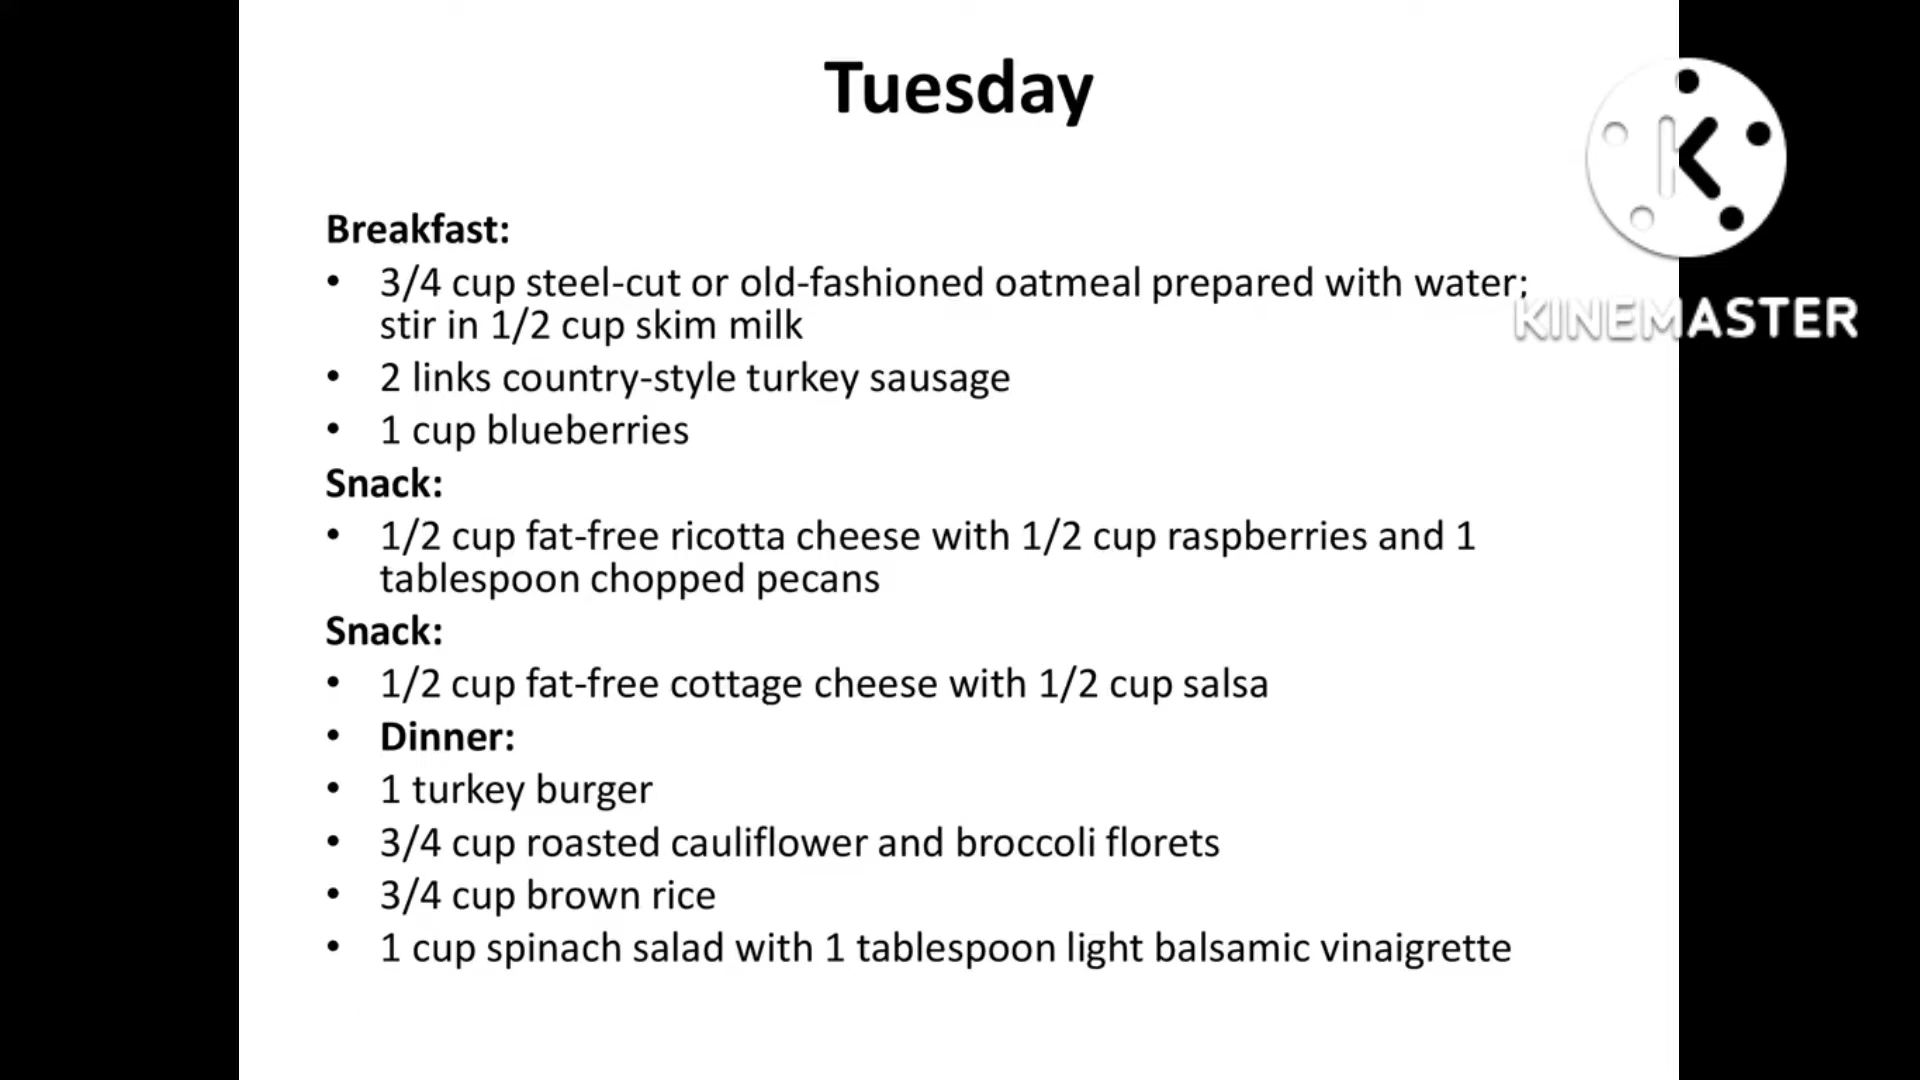 Tuesday
Breakfast:
• 3/4 cup steel-cut or old-fashioned oatmeal prepared with water;
stir in 1/2 cup skim milk
• 2 links country-style turkey sausage
• 1 cup blueberries
Snack:
• 1/2 cup fat-free ricotta cheese with 1/2 cup raspberries and 1
tablespoon chopped pecans
Snack:
• 1/2 cup fat-free cottage cheese with 1/2 cup salsa
• Dinner:
• 1 turkey burger
• 3/4 cup roasted cauliflower and broccoli florets
• 3/4 cup brown rice
• 1 cup spinach salad with 1 tablespoon light balsamic vinaigrette
K
KINEMASTER